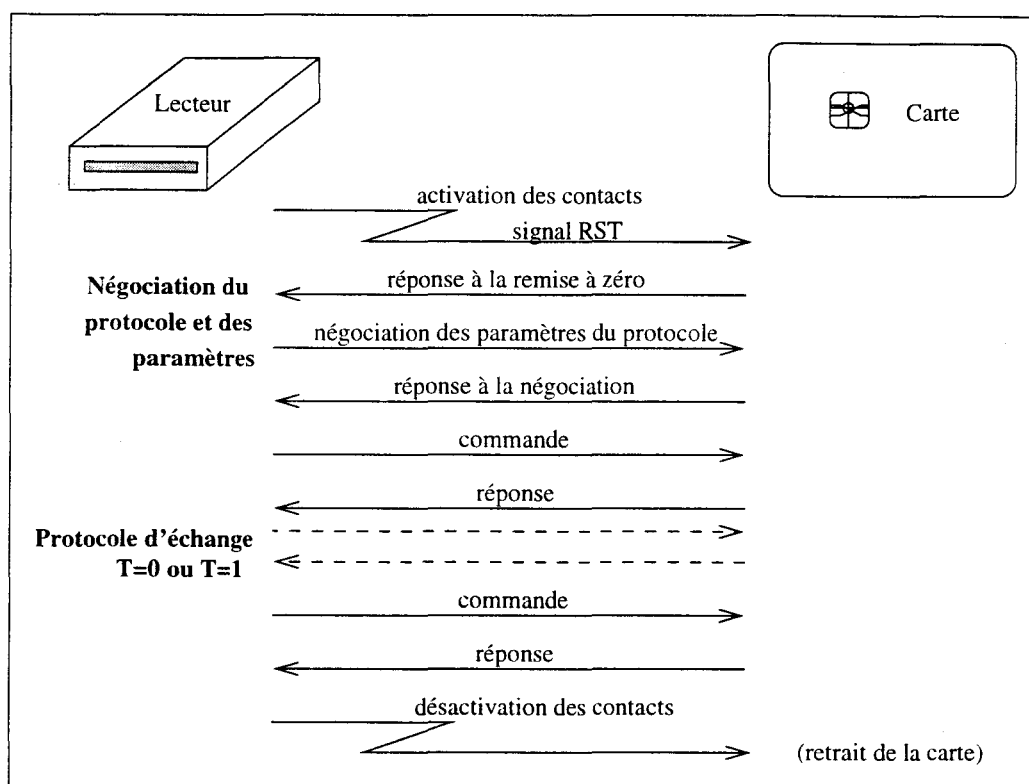 Lecteur
Carte
activation des contacts
signal RST
réponse à la remise à zéro
Négociation du
protocole et des
paramètres
négociation des paramètres du protocole
réponse à la négociation
commande
réponse
Protocole d'échange
T=0 ou T=1
commande
réponse
désactivation des contacts
(retrait de la carte)